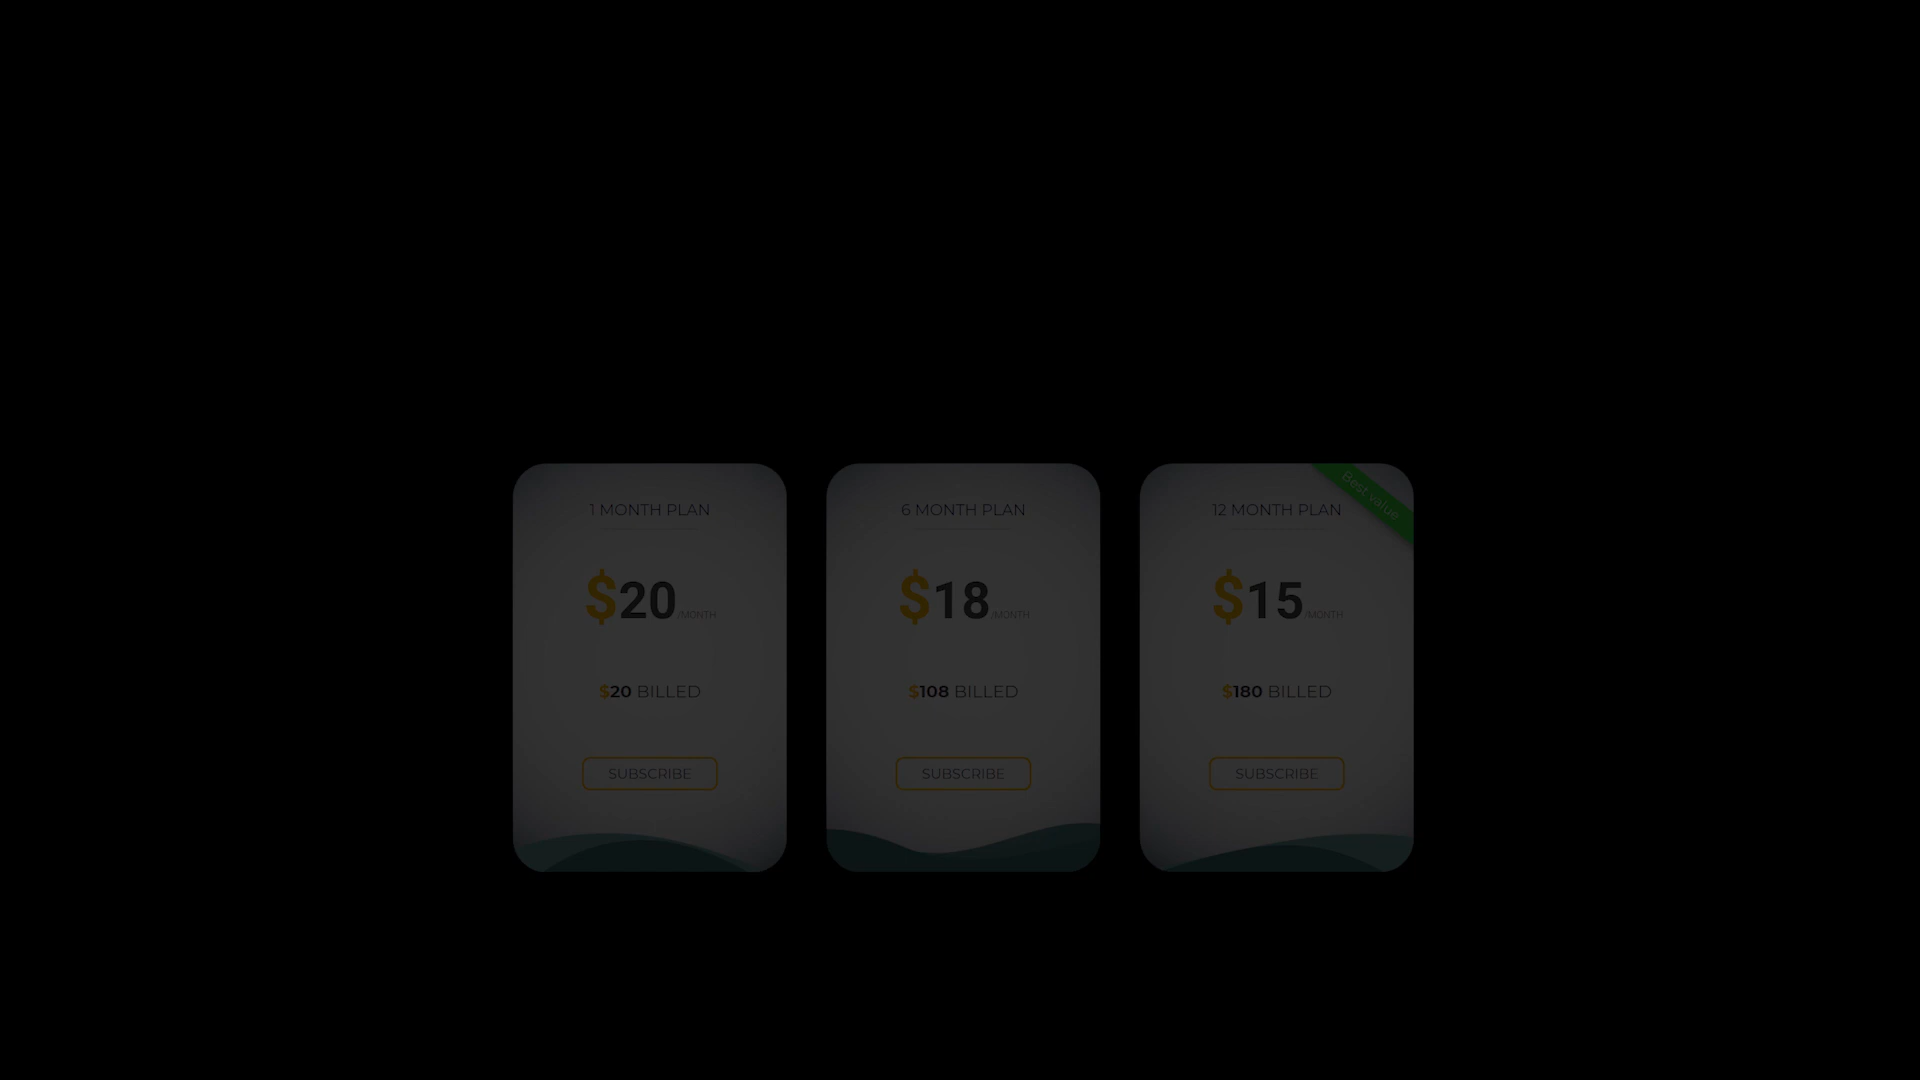 1 MONTH PLAN
$20 /MONTH
$20 BILLED
SUBSCRIBE
6 MONTH PLAN
$18 /MONTH
$108 BILLED
SUBSCRIBE
Best value
12 MONTH PLAN
$15 /MONTH
$180 BILLED
SUBSCRIBE